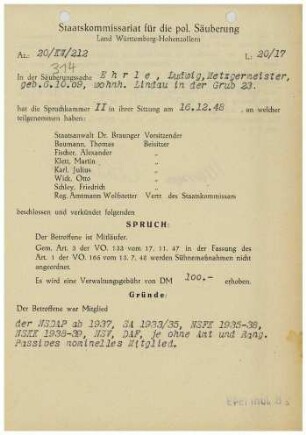 Staatskommissariat für die pol. Säuberung
Land Württemberg-Hohenzollern
Az.: 20/XV/212 L: 20/17
314
In der Säuberungssache Ehrle, Ludwig, Metzgermeister,
geb. 6.10.09, wohnh. Lindau in der Grub 23.
hat die Spruchkammer II in ihrer Sitzung am 16.12.48, an welcher
teilgenommen haben:
Staatsanwalt Dr. Braunger Vorsitzender
Baumann, Thomas Beisitzer
Fischer, Alexander „
Klett, Martin „
Karl, Julius „
Wick, Otto „
Schley, Friedrich „
Reg. Amtmann Walbstetter Vertr. des Staatskommissars
beschlossen und verkündet folgenden
SPRUCH:
Der Betroffene ist Mitläufer.
Gem. Art. 3 der VO. 133 vom 17. 11. 47 in der Fassung des
Art. 1 der VO. 165 vom 13. 7. 48 werden Sühnemaßnahmen nicht
angeordnet.
Es wird eine Verwaltungsgebühr von DM 100.- erhoben.
Gründe:
Der Betroffene war Mitglied
der NSDAP ab 1937, SA 1933/35, NSFK 1935-38,
NSKK 1938-39, NSV, DAF, je ohne Amt und Rang.
Passives nominelles Mitglied.